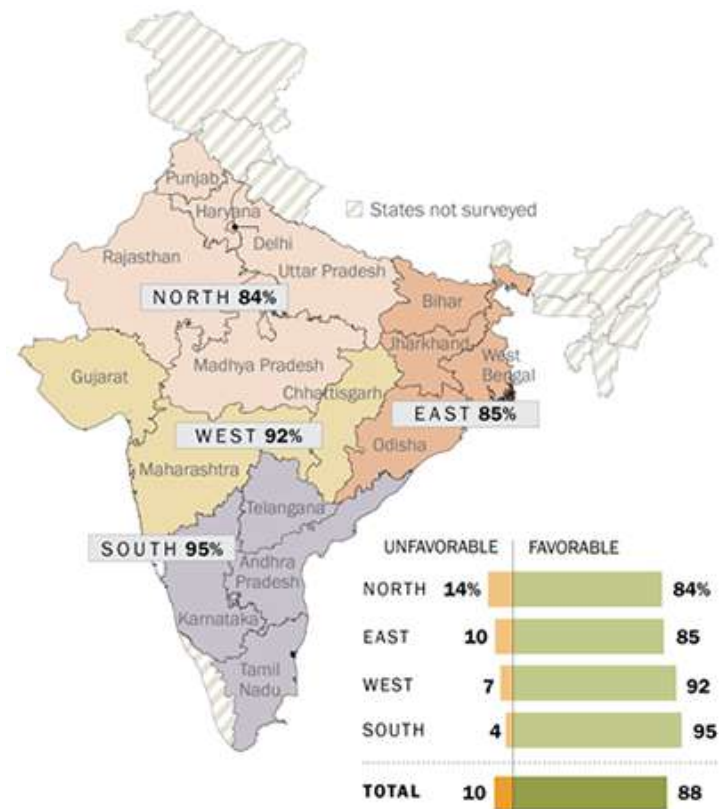 Punjab
Haryana
States not surveyed
Delhi
Rajasthan
Uttar Pradesh
NORTH 84%
Bihar
Jharkhand
Madhya Pradesh
West
Bengal
Gujarat
Chhattisgarh
EAST 85%
WEST 92%
Odisha
Maharashtra
Telangana
SOUTH 95%
Andhra
Pradesh
Karnataka
Tamil
Nadu
UNFAVORABLE FAVORABLE
NORTH 14% 84%
EAST 10 85
WEST 7 92
SOUTH 4 95
TOTAL 10 88